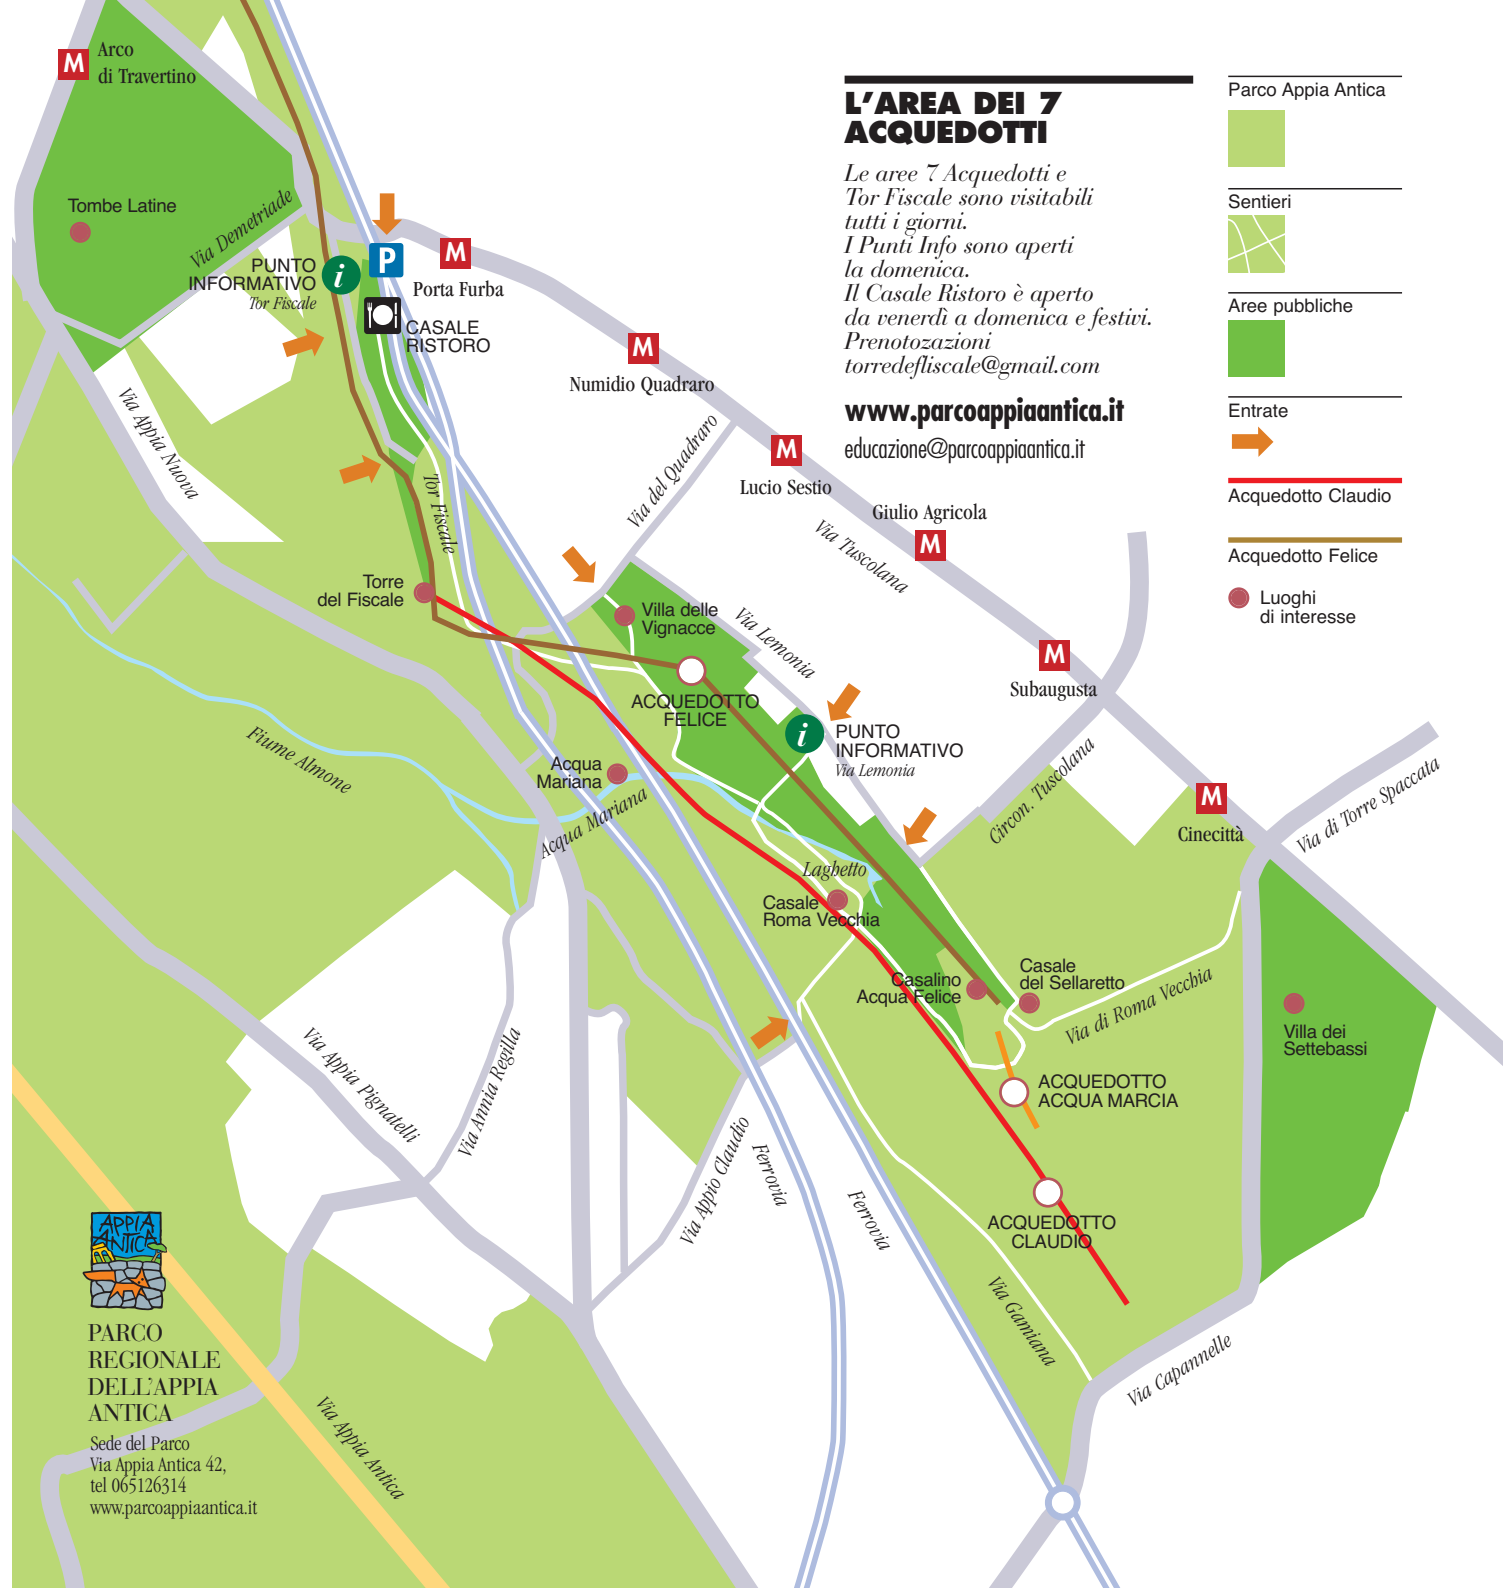 M
Arco
di Travertino
Tombe Latine
Via Demetriade
PUNTO
INFORMATIVO
Tor Fiscale
i
P
M
Porta Furba
CASALE
RISTORO
M
Numidio Quadraro
Via Appia Nuova
Tor Fiscale
Via del Quadraro
M
Lucio Sestio
Giulio Agricola
M
Via Tuscolana
Torre
del Fiscale
Villa delle
Vignacce
Via Lemonia
M
Subaugusta
ACQUEDOTTO
FELICE
i
PUNTO
INFORMATIVO
Via Lemonia
Fiume Almone
Acqua
Mariana
Acqua Mariana
Circon. Tuscolana
M
Cinecittà
Via di Torre Spaccata
Laghetto
Casale
Roma Vecchia
Casalino
Acqua Felice
Casale
del Sellaretto
Via di Roma Vecchia
Villa dei
Settebassi
Via Appia Pignatelli
Via Annia Regilla
ACQUEDOTTO
ACQUA MARCIA
Via Appio Claudio
Ferrovia
Ferrovia
ACQUEDOTTO
CLAUDIO
Via Gamiana
Via Capannelle
Via Appia Antica
L'AREA DEI 7
ACQUEDOTTI
Le aree 7 Acquedotti e
Tor Fiscale sono visitabili
tutti i giorni.
I Punti Info sono aperti
la domenica.
Il Casale Ristoro è aperto
da venerdì a domenica e festivi.
Prenotozazioni
torredefliscale@gmail.com
www.parcoappiaantica.it
educazione@parcoappiaantica.it
Parco Appia Antica
Sentieri
Aree pubbliche
Entrate
Acquedotto Claudio
Acquedotto Felice
Luoghi
di interesse
APPIA
ANTICA
PARCO
REGIONALE
DELL'APPIA
ANTICA
Sede del Parco
Via Appia Antica 42,
tel 065126314
www.parcoappiaantica.it